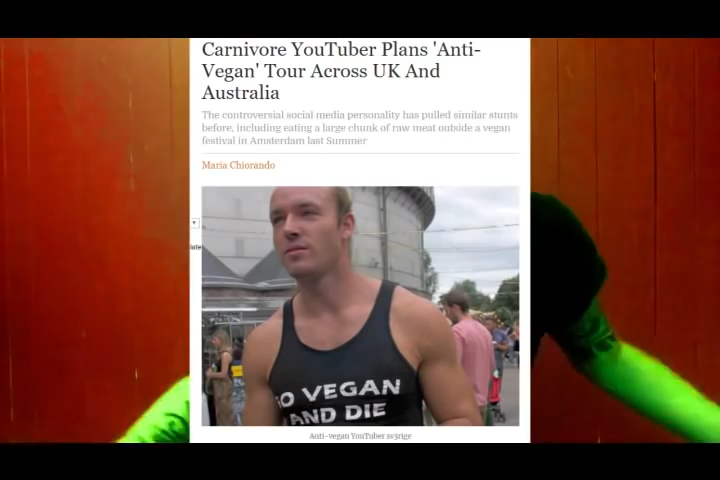 Carnivore YouTuber Plans 'Anti-
Vegan' Tour Across UK And
Australia
The controversial social media personality has pulled similar stunts
before, including eating a large chunk of raw meat outside a vegan
festival in Amsterdam last Summer
Maria Chiorando
GO VEGAN
AND DIE
Anti-vegan YouTuber sv3rige